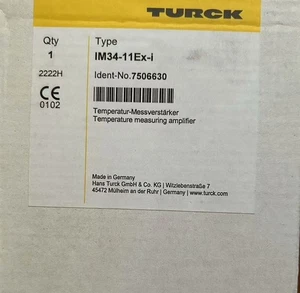 TURCK
Qty
Type
1
IM34-11Ex-i
2222H
Ident-No.7506630
CE
0102
Temperatur-Messverstärker
Temperature measuring amplifier
Made in Germany
Hans Turck GmbH & Co. KG | Witzlebenstraße 7
45472 Mülheim an der Ruhr | Germany | www.turck.com